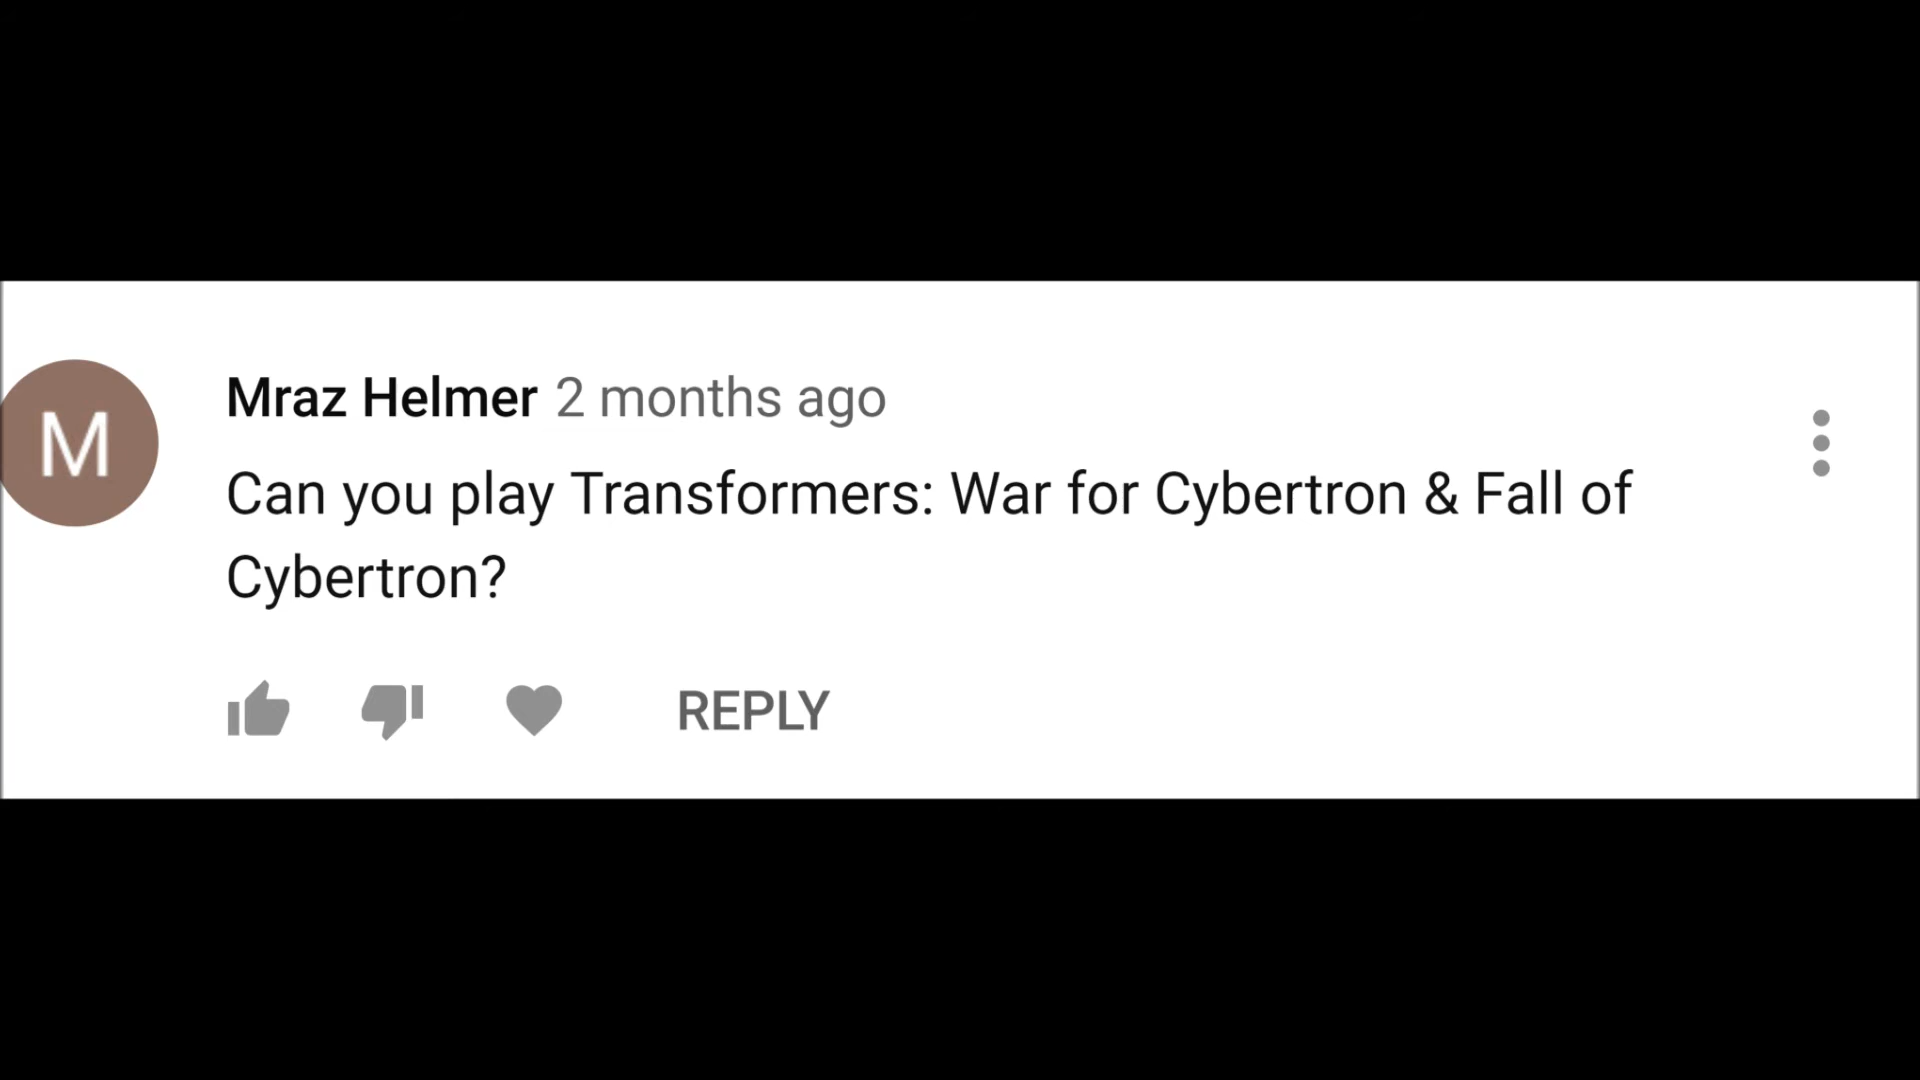 M
Mraz Helmer 2 months ago
Can you play Transformers: War for Cybertron & Fall of
Cybertron?
REPLY